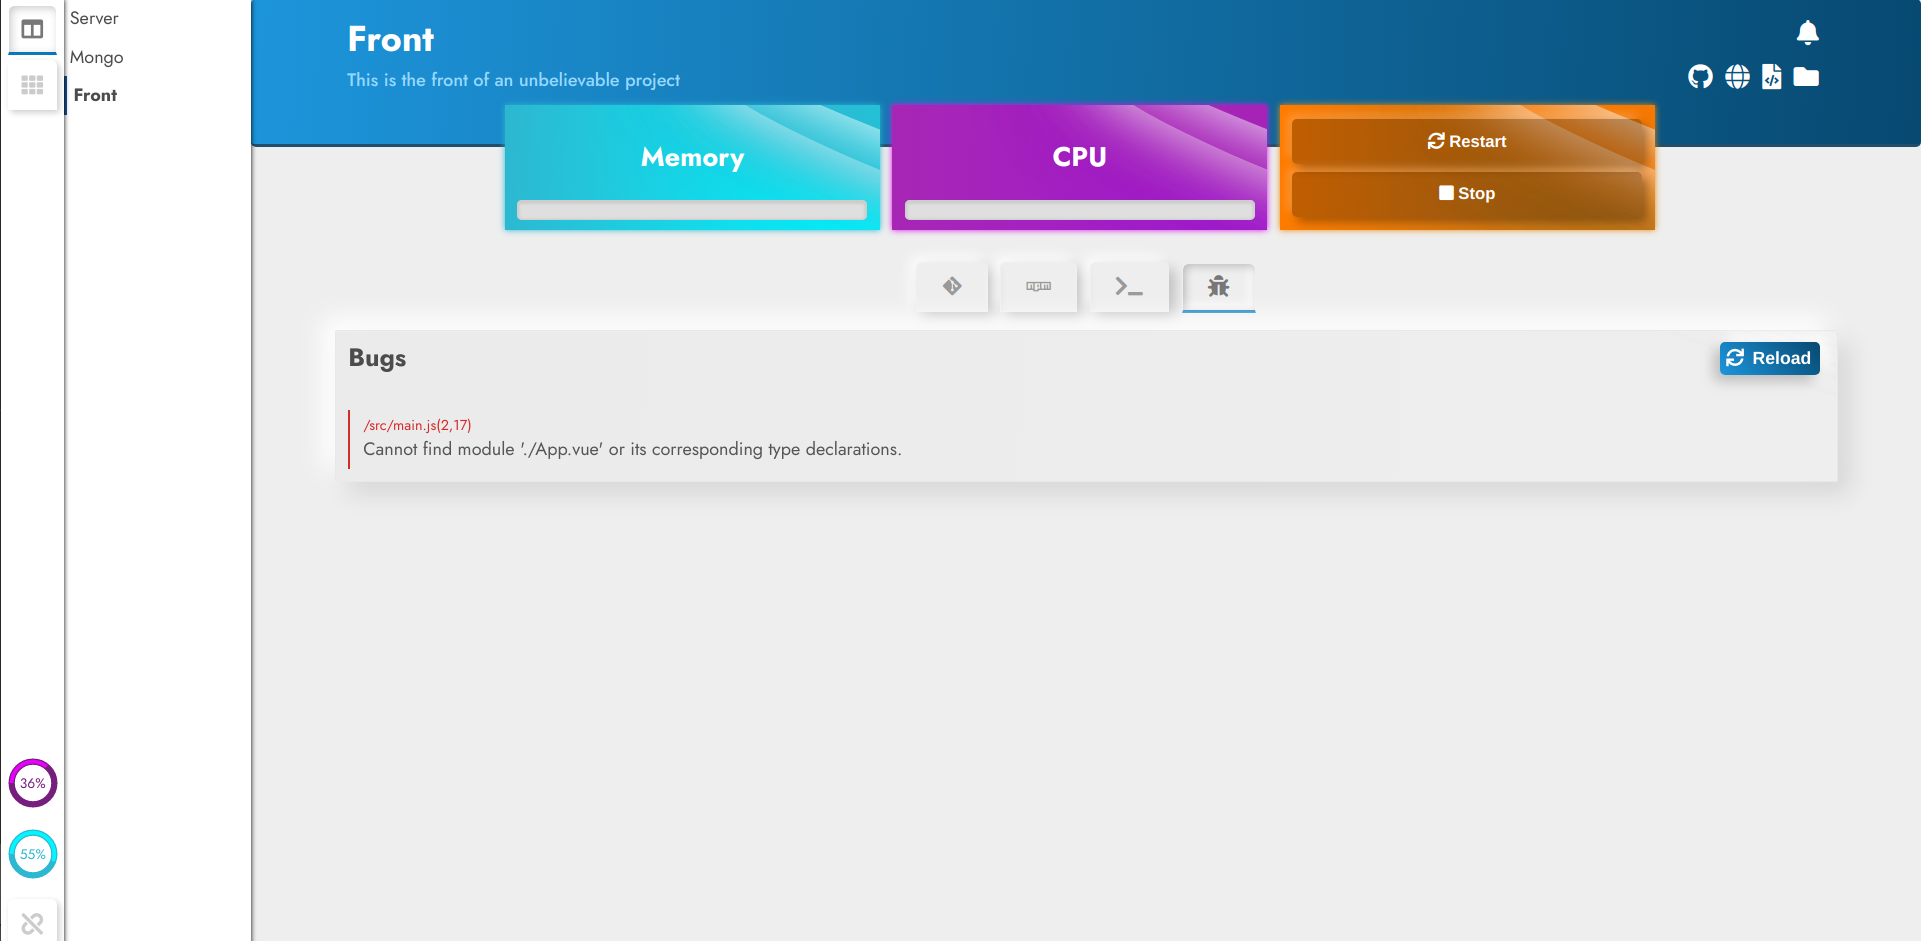 Server
Mongo
Front
Front
This is the front of an unbelievable project
Memory
CPU
Restart
Stop
Bugs
Reload
/src/main.js(2,17)
Cannot find module './App.vue' or its corresponding type declarations.
36%
55%